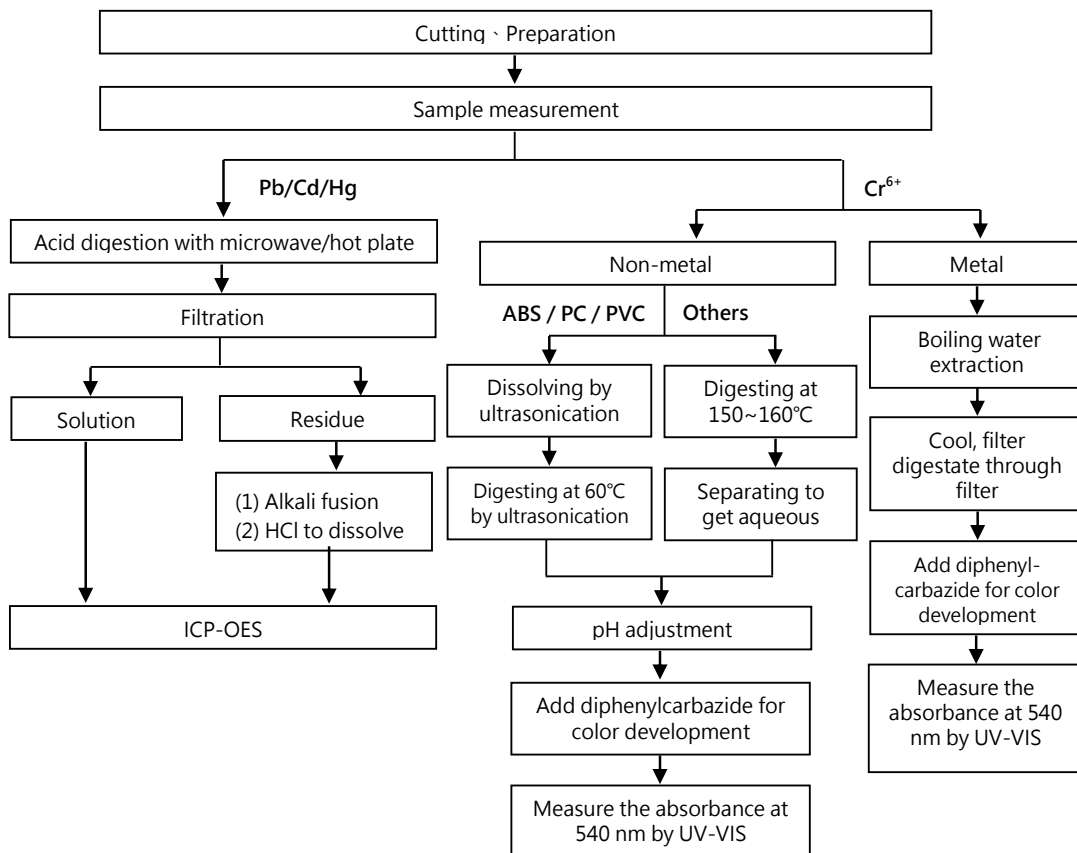 Cutting、Preparation
Sample measurement
Pb/Cd/Hg
Cr⁶⁺
Acid digestion with microwave/hot plate
Filtration
Solution
Residue
(1) Alkali fusion
(2) HCl to dissolve
ICP-OES
Non-metal
ABS / PC / PVC
Others
Dissolving by
ultrasonication
Digesting at 60℃
by ultrasonication
Digesting at
150~160℃
Separating to
get aqueous
pH adjustment
Add diphenylcarbazide for
color development
Measure the absorbance at
540 nm by UV-VIS
Metal
Boiling water
extraction
Cool, filter
digestate through
filter
Add diphenyl-
carbazide for color
development
Measure the
absorbance at 540
nm by UV-VIS